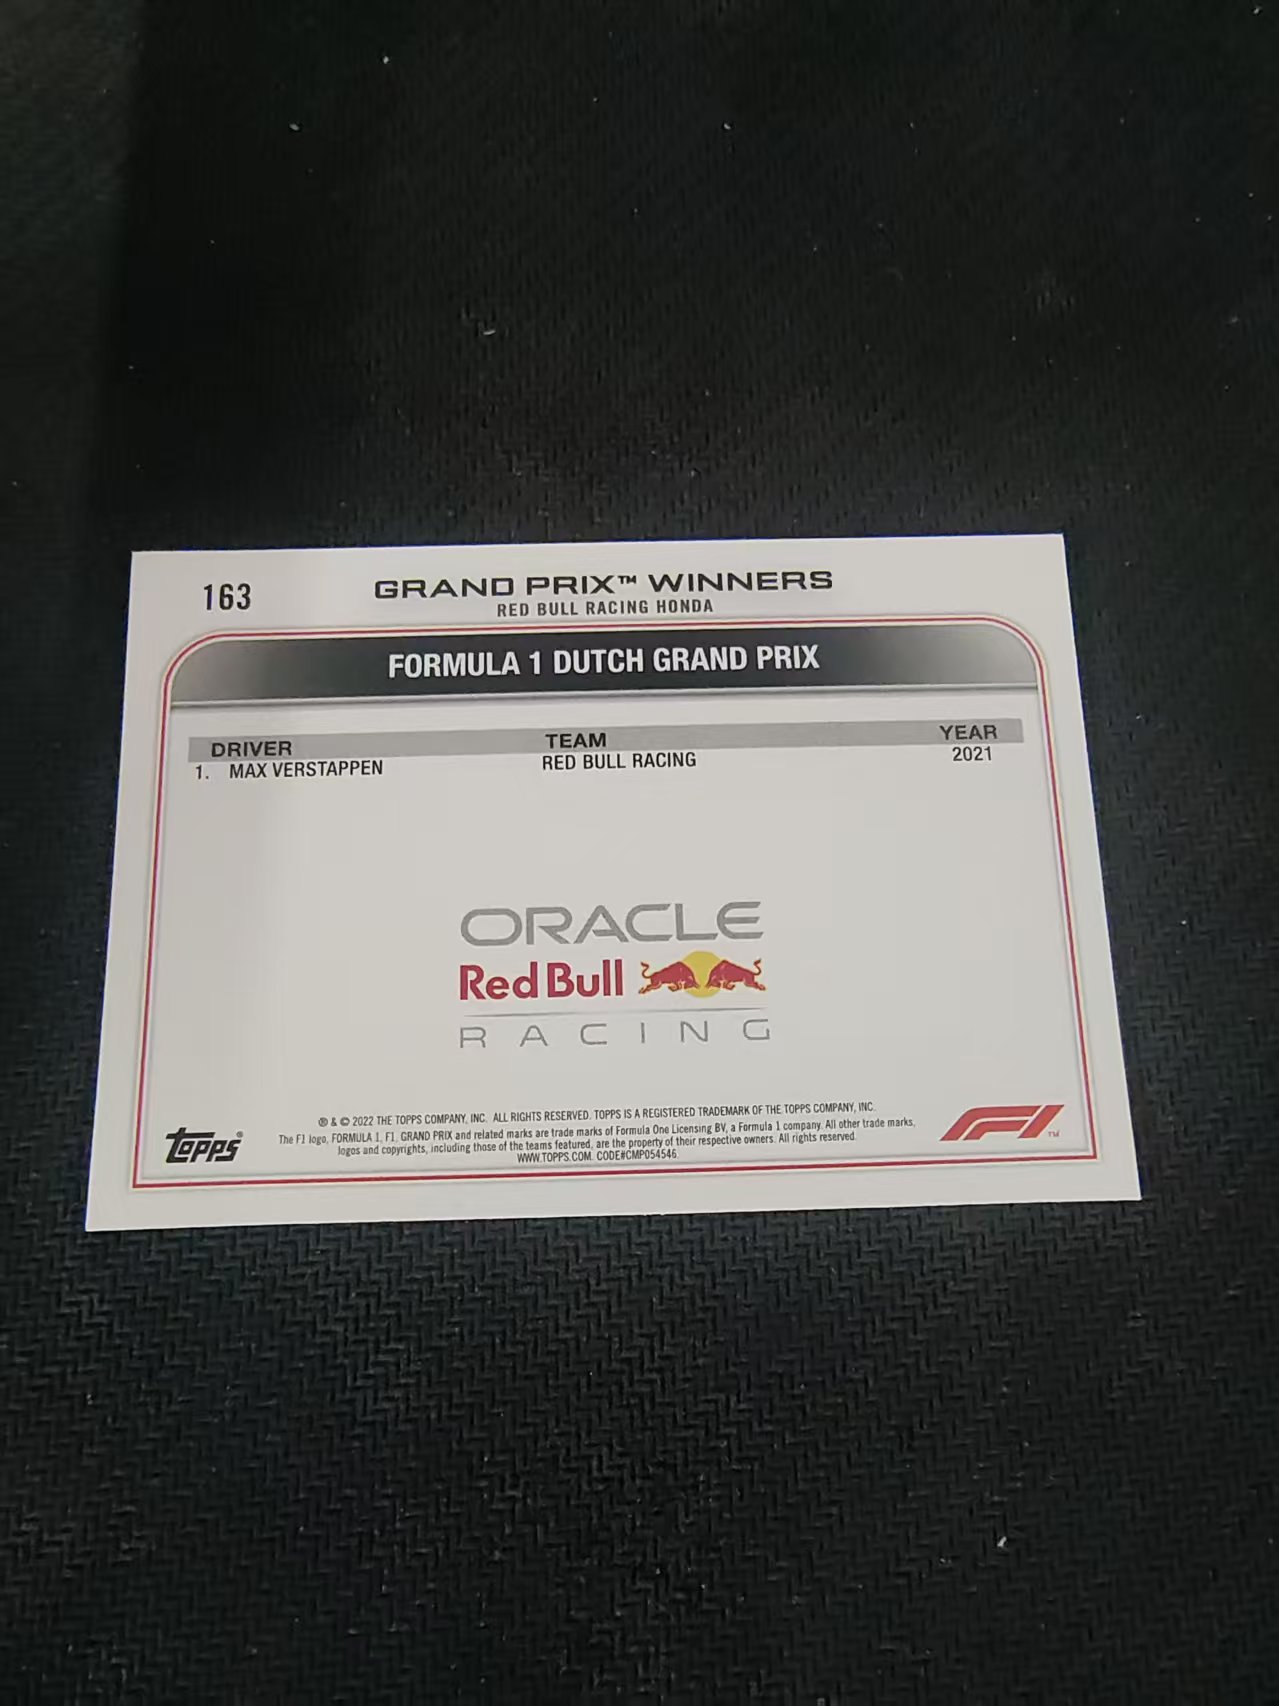 163
GRAND PRIX™ WINNERS
RED BULL RACING HONDA
FORMULA 1 DUTCH GRAND PRIX
DRIVER TEAM YEAR
1. MAX VERSTAPPEN RED BULL RACING 2021
ORACLE
Red Bull
RACING
® & © 2022 THE TOPPS COMPANY, INC. ALL RIGHTS RESERVED. TOPPS IS A REGISTERED TRADEMARK OF THE TOPPS COMPANY, INC.
The F1 logo, FORMULA 1, F1, GRAND PRIX and related marks are trade marks of Formula One Licensing BV, a Formula 1 company. All other trade marks,
logos and copyrights, including those of the teams featured, are the property of their respective owners. All rights reserved.
WWW.TOPPS.COM. CODE#CMP054546
TOPPS®
F1™